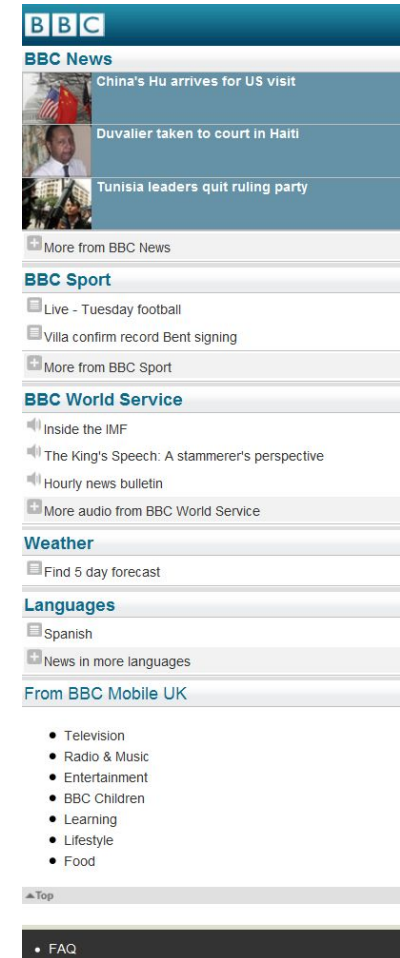 BBC
BBC News
China's Hu arrives for US visit
Duvalier taken to court in Haiti
Tunisia leaders quit ruling party
More from BBC News
BBC Sport
Live - Tuesday football
Villa confirm record Bent signing
More from BBC Sport
BBC World Service
Inside the IMF
The King's Speech: A stammerer's perspective
Hourly news bulletin
More audio from BBC World Service
Weather
Find 5 day forecast
Languages
Spanish
News in more languages
From BBC Mobile UK
Television
Radio & Music
Entertainment
BBC Children
Learning
Lifestyle
Food
Top
FAQ